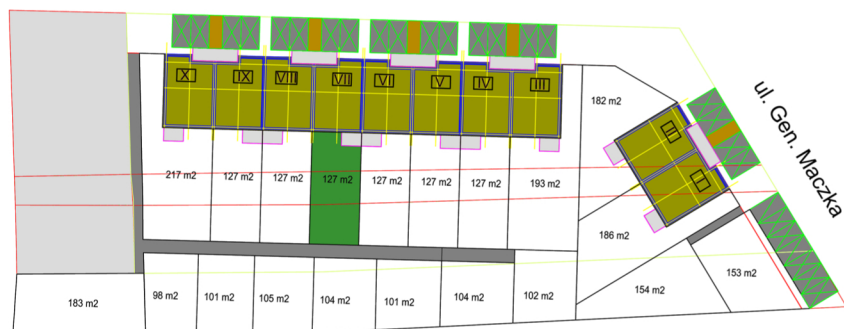 X
IX
VIII
VII
VI
V
IV
III
182 m2
II
I
ul. Gen. Maczka
217 m2
127 m2
127 m2
127 m2
127 m2
127 m2
127 m2
193 m2
186 m2
153 m2
183 m2
98 m2
101 m2
105 m2
104 m2
101 m2
104 m2
102 m2
154 m2